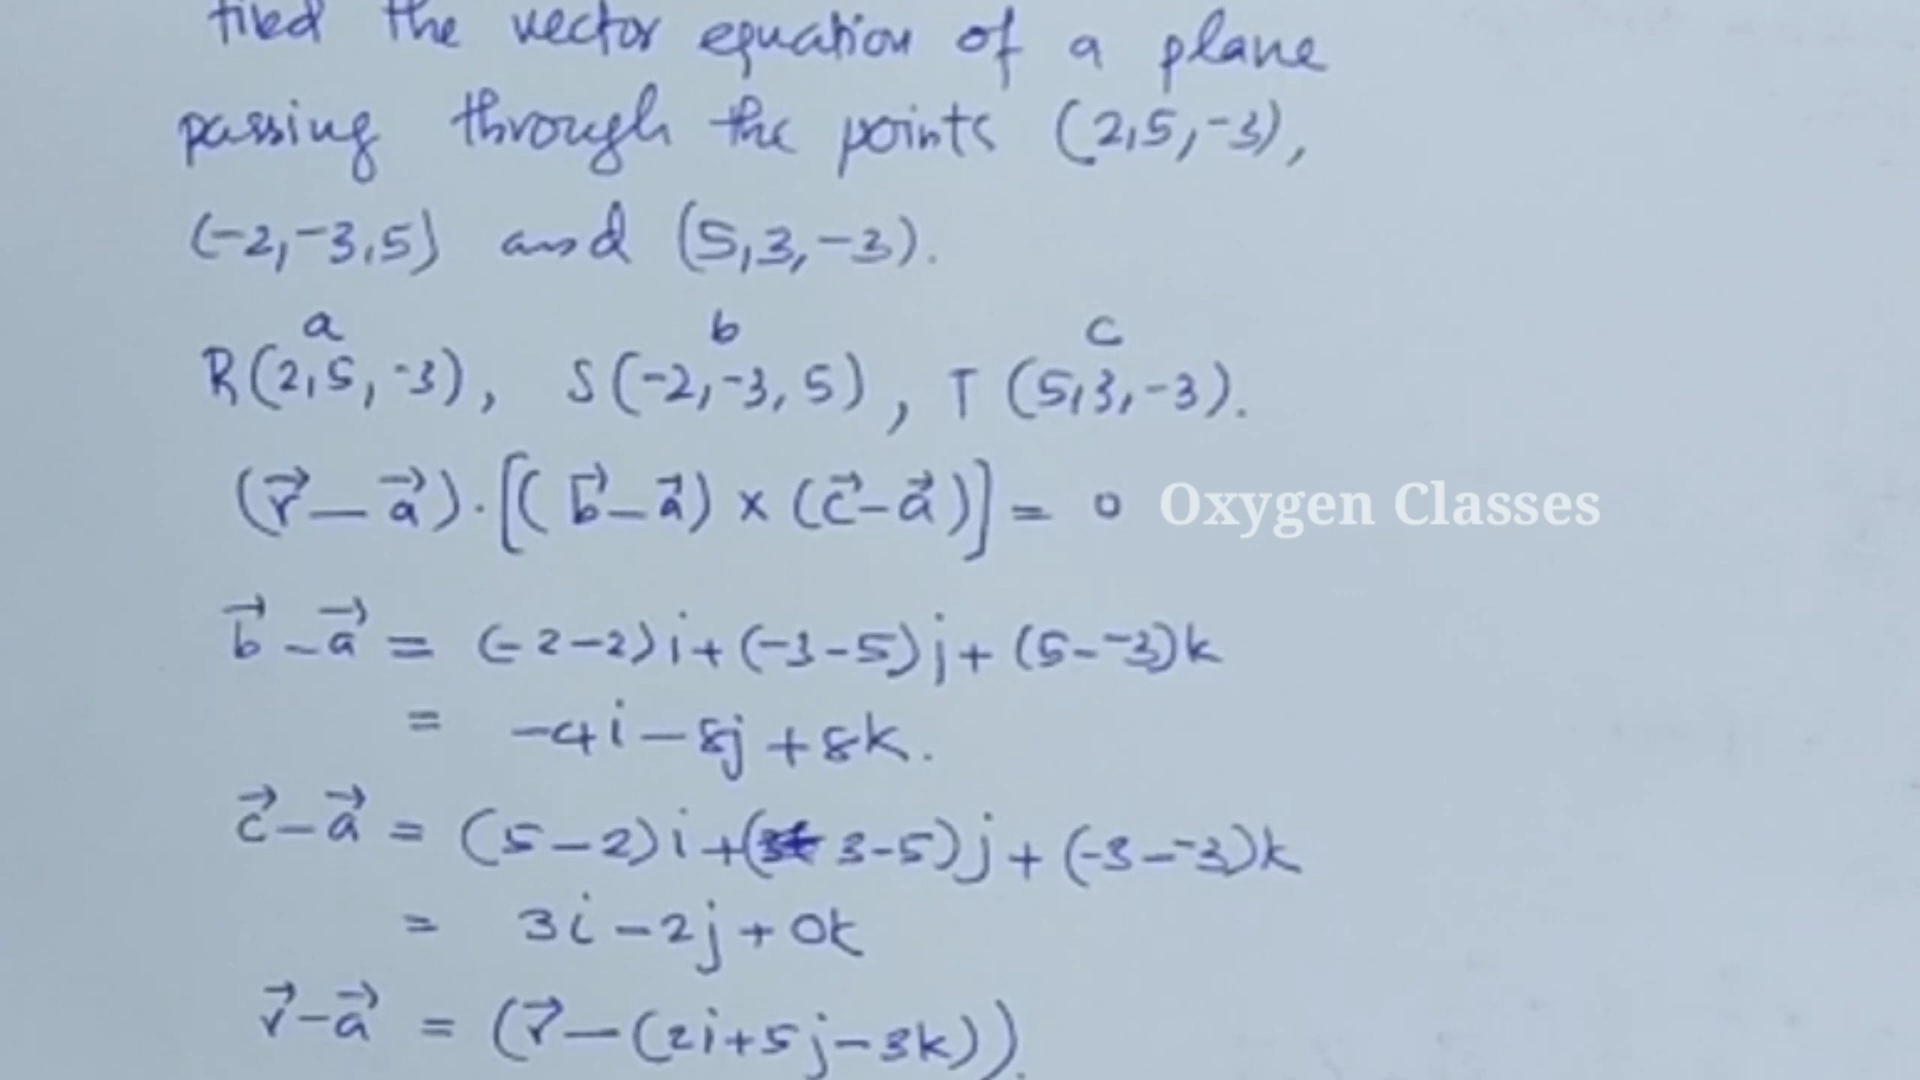 find the vector equation of a plane
passing through the points (2,5,-3),
(-2,-3,5) and (5,3,-3).
a b c
R(2,5,-3), S(-2,-3,5), T(5,3,-3).
(r⃗ - a⃗)·[(b⃗ - a⃗) × (c⃗ - a⃗)] = 0 Oxygen Classes
b⃗ - a⃗ = (-2-2)i+(-3-5)j+(5--3)k
= -4i-8j+8k.
c⃗ - a⃗ = (5-2)i+(3-5)j+(-3--3)k
= 3i-2j+0k
r⃗ - a⃗ = (r⃗-(2i+5j-3k)).